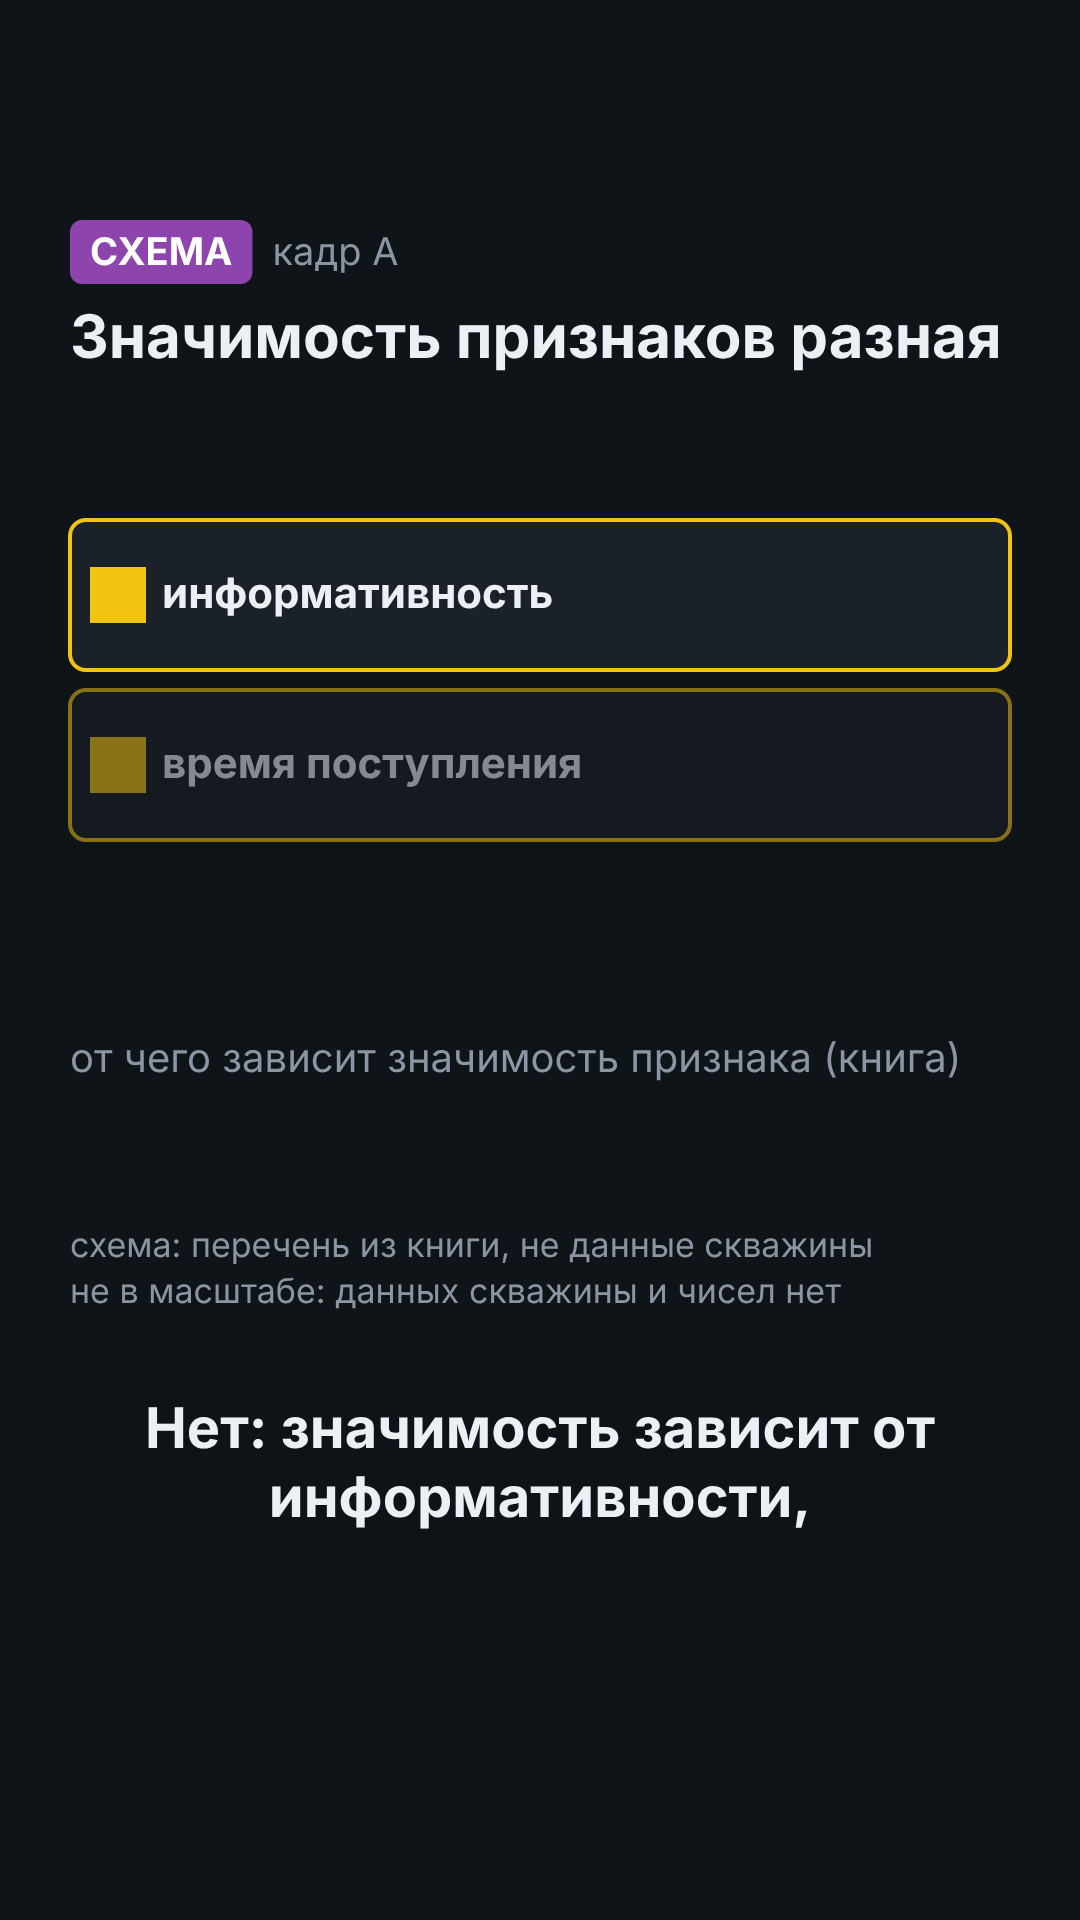 СХЕМА кадр А
Значимость признаков разная
информативность
время поступления
от чего зависит значимость признака (книга)
схема: перечень из книги, не данные скважины
не в масштабе: данных скважины и чисел нет
Нет: значимость зависит от
информативности,